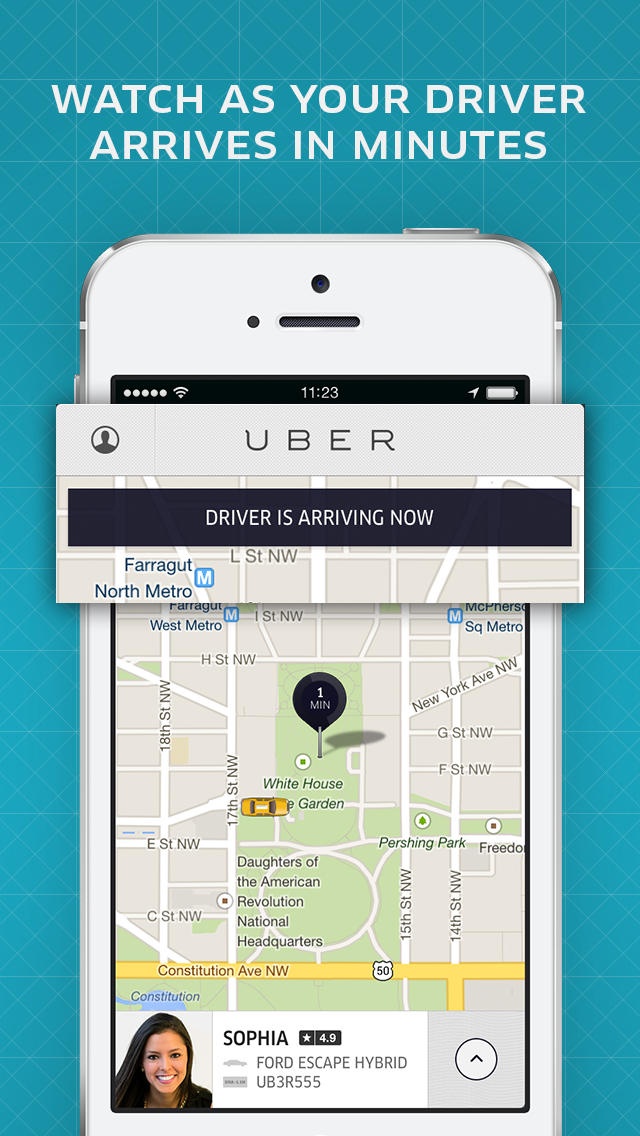 WATCH AS YOUR DRIVER
ARRIVES IN MINUTES
11:23
UBER
DRIVER IS ARRIVING NOW
L St NW
Farragut
North Metro
M
Farragut
West Metro
M
I St NW
M
McPherso
Sq Metro
H St NW
New York Ave NW
18th St NW
1
MIN
G St NW
F St NW
17th St NW
White House
e Garden
E St NW
Pershing Park
Freedor
Daughters of
the American
Revolution
National
Headquarters
C St NW
15th St NW
14th St NW
Constitution Ave NW
50
Constitution
SOPHIA 4.9
FORD ESCAPE HYBRID
UB3R555